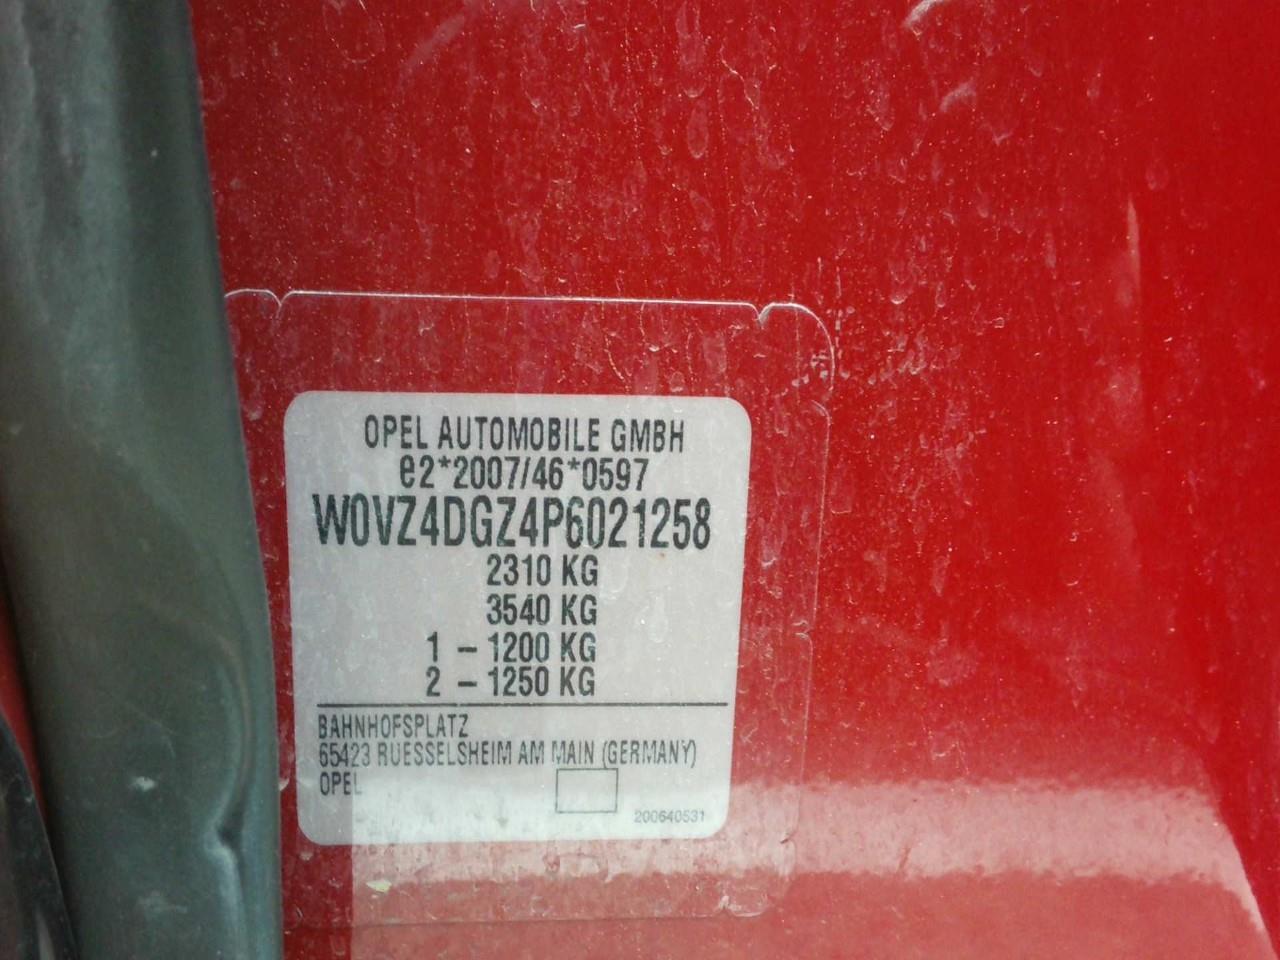 OPEL AUTOMOBILE GMBH
e2*2007/46*0597
W0VZ4DGZ4P6021258
2310 KG
3540 KG
1 – 1200 KG
2 – 1250 KG
BAHNHOFSPLATZ
65423 RUESSELSHEIM AM MAIN (GERMANY)
OPEL
200640531